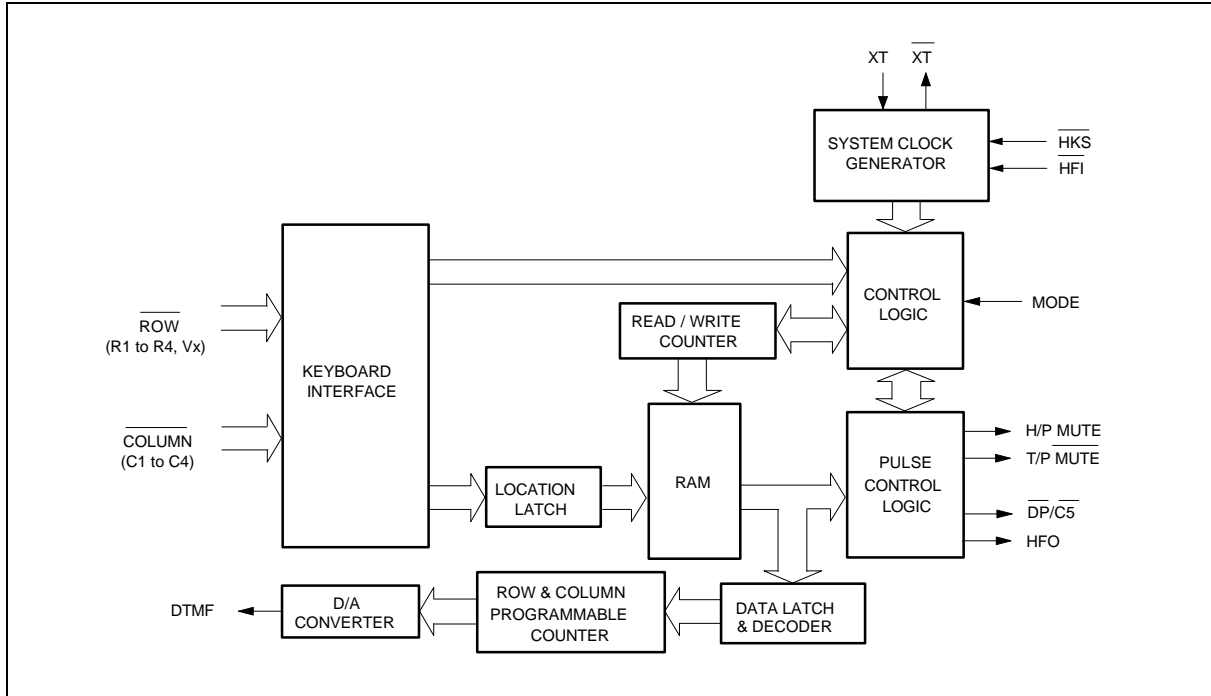 XT XT
SYSTEM CLOCK
GENERATOR
HKS
HFI
ROW
(R1 to R4, Vx)
COLUMN
(C1 to C4)
KEYBOARD
INTERFACE
READ / WRITE
COUNTER
CONTROL
LOGIC
MODE
LOCATION
LATCH
RAM
PULSE
CONTROL
LOGIC
H/P MUTE
T/P MUTE
DP/C5
HFO
DTMF
D/A
CONVERTER
ROW & COLUMN
PROGRAMMABLE
COUNTER
DATA LATCH
& DECODER